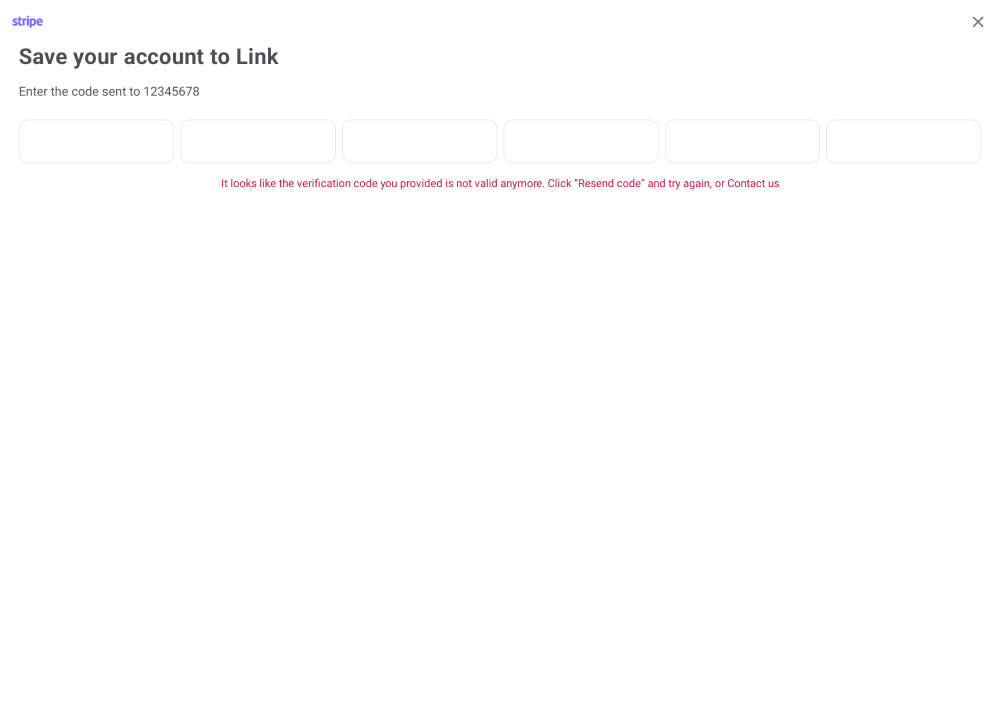 stripe
Save your account to Link
Enter the code sent to 12345678
It looks like the verification code you provided is not valid anymore. Click “Resend code” and try again, or Contact us